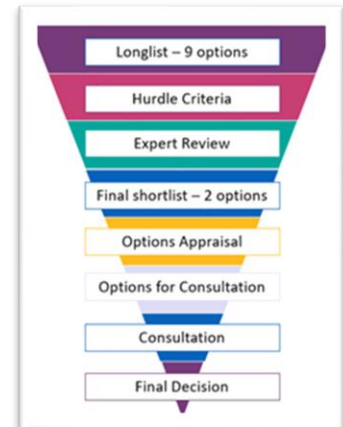 Longlist – 9 options
Hurdle Criteria
Expert Review
Final shortlist – 2 options
Options Appraisal
Options for Consultation
Consultation
Final Decision